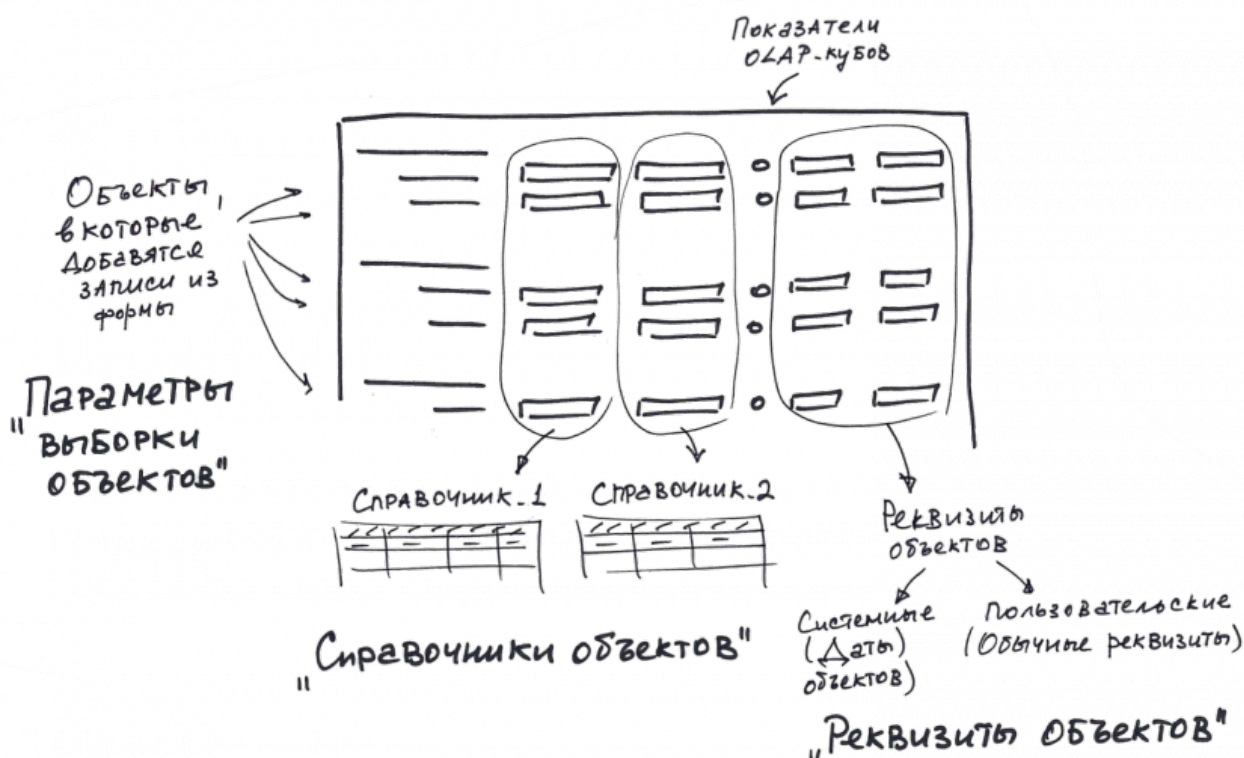 Показатели
OLAP-кубов
Объекты,
в которые
добавятся
записи из
формы
"Параметры
выборки
объектов"
Справочник_1
Справочник_2
"Справочники объектов"
Реквизиты
объектов
Системные
(Даты
объектов)
Пользовательские
(Обычные реквизиты)
"Реквизиты объектов"